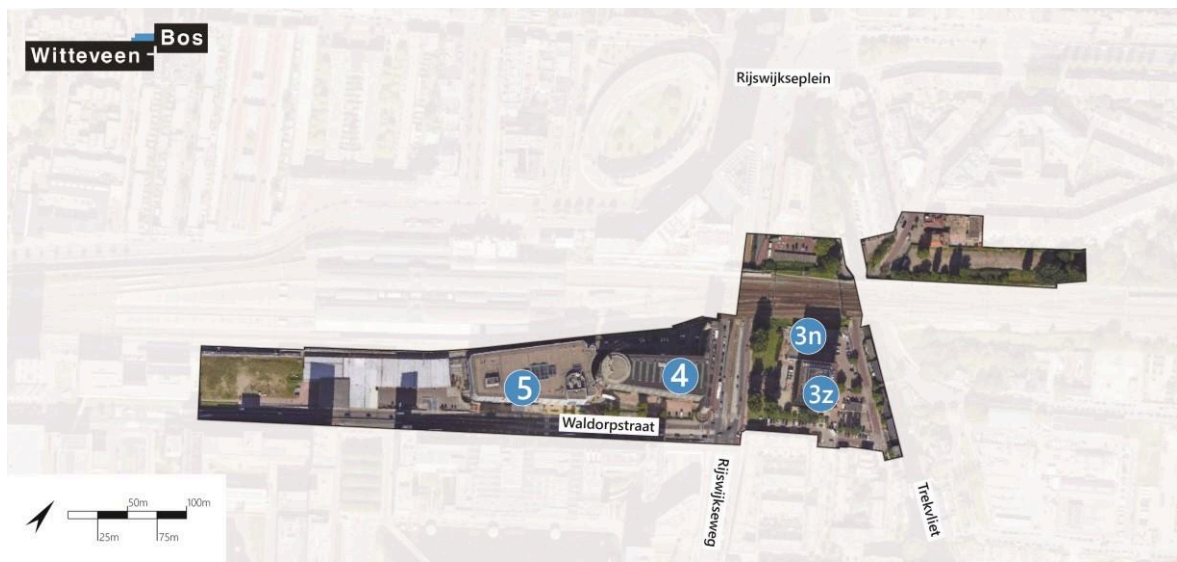 Witteveen
Bos
Rijswijkseplein
3n
3z
4
5
Waldorpstraat
Rijswijkseweg
Trekvliet
50m
100m
25m
75m